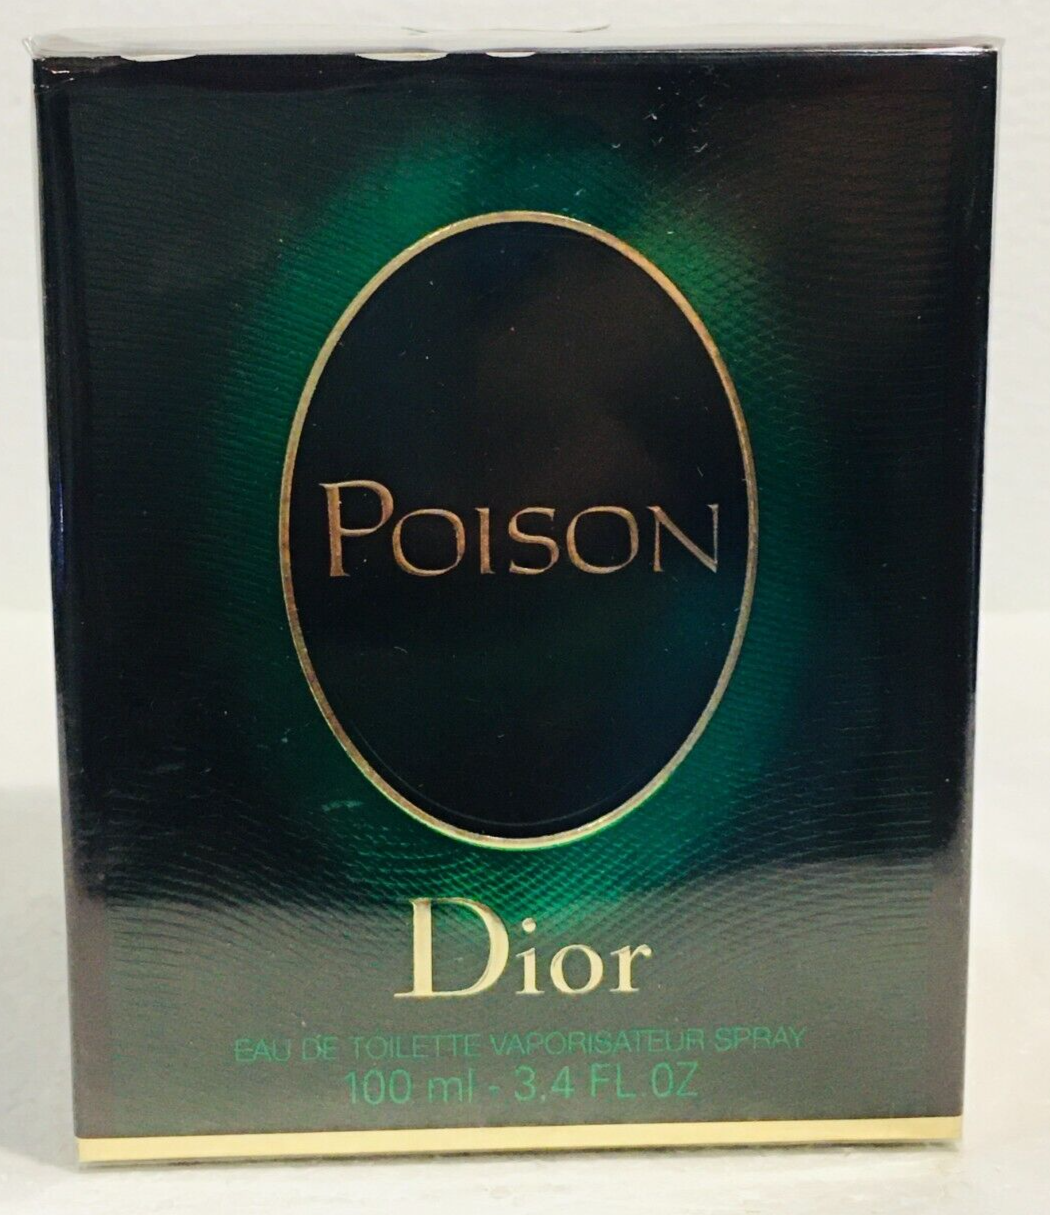 POISON
Dior
EAU DE TOILETTE VAPORISATEUR SPRAY
100 ml - 3.4 FL.OZ